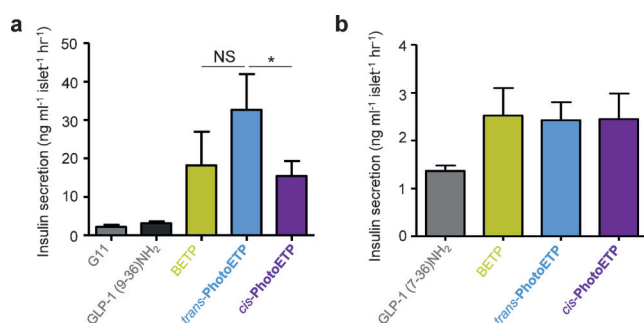 a
Insulin secretion (ng ml⁻¹ islet⁻¹ hr⁻¹)
50
40
30
20
10
0
NS
*
G11
GLP-1 (9-36)NH₂
BETP
trans-PhotoETP
cis-PhotoETP
b
Insulin secretion (ng ml⁻¹ islet⁻¹ hr⁻¹)
4
3
2
1
0
GLP-1 (7-36)NH₂
BETP
trans-PhotoETP
cis-PhotoETP